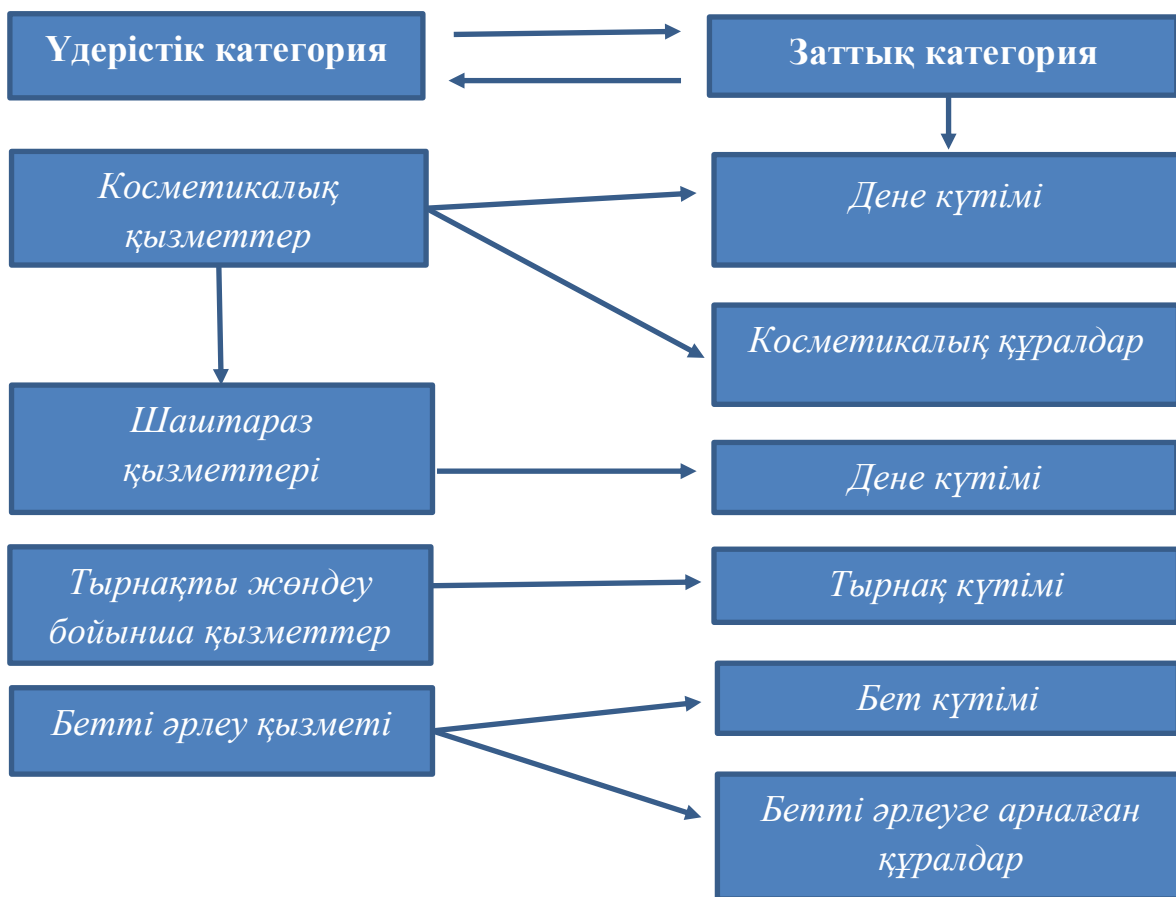 Үдерістік категория
Заттық категория
Косметикалық
қызметтер
Дене күтімі
Косметикалық құралдар
Шаштараз
қызметтері
Дене күтімі
Тырнақты жөндеу
бойынша қызметтер
Тырнақ күтімі
Бетті әрлеу қызметі
Бет күтімі
Бетті әрлеуге арналған
құралдар